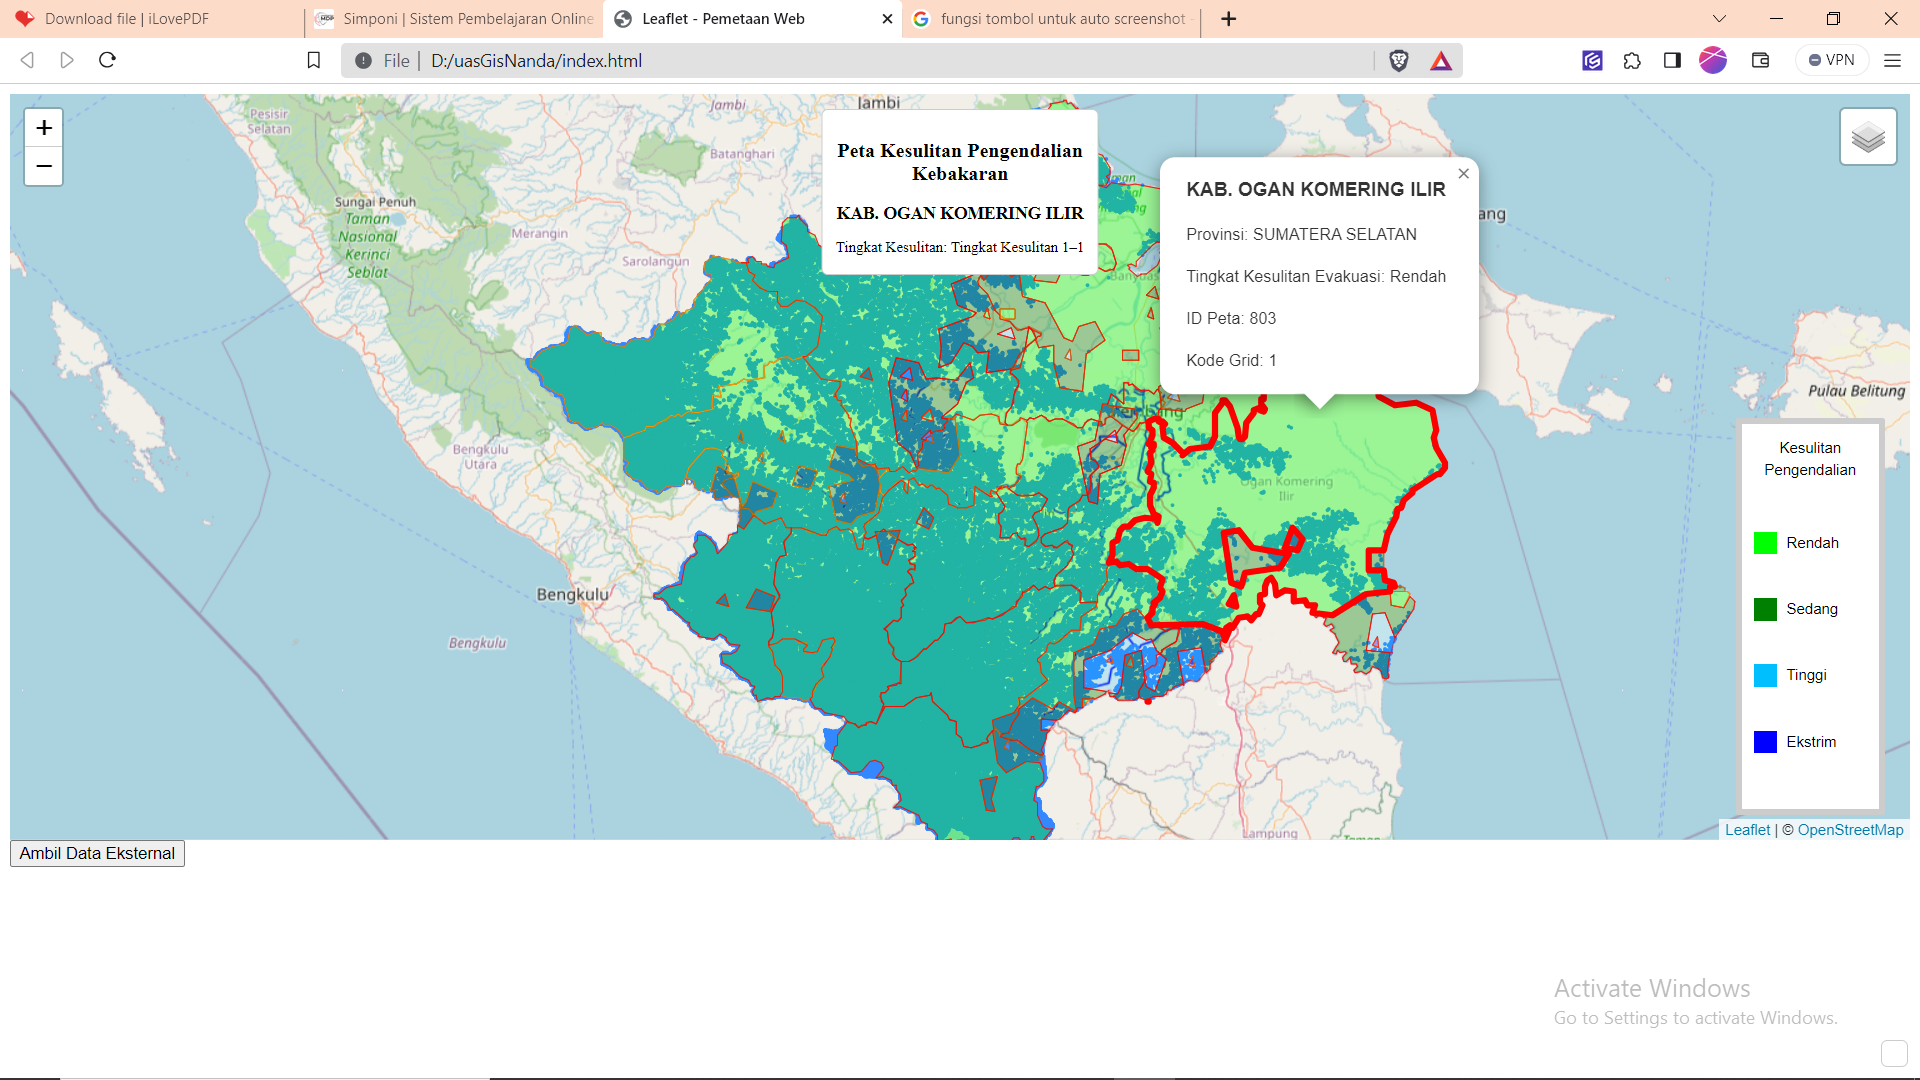 Download file | iLovePDF
Simponi | Sistem Pembelajaran Online
Leaflet - Pemetaan Web
fungsi tombol untuk auto screenshot
File
D:/uasGisNanda/index.html
VPN
+
−
Peta Kesulitan Pengendalian
Kebakaran
KAB. OGAN KOMERING ILIR
Tingkat Kesulitan: Tingkat Kesulitan 1–1
KAB. OGAN KOMERING ILIR
×
Provinsi: SUMATERA SELATAN
Tingkat Kesulitan Evakuasi: Rendah
ID Peta: 803
Kode Grid: 1
Jambi
Jambi
Pesisir
Selatan
Batanghari
Sungai Penuh
Taman
Nasional
Kerinci
Seblat
Merangin
Sarolangun
Bengkulu
Utara
Bengkulu
Bengkulu
Ogan Komering
Ilir
ang
Pulau Belitung
Lampung
Kesulitan
Pengendalian
Rendah
Sedang
Tinggi
Ekstrim
Leaflet | © OpenStreetMap
Ambil Data Eksternal
Activate Windows
Go to Settings to activate Windows.